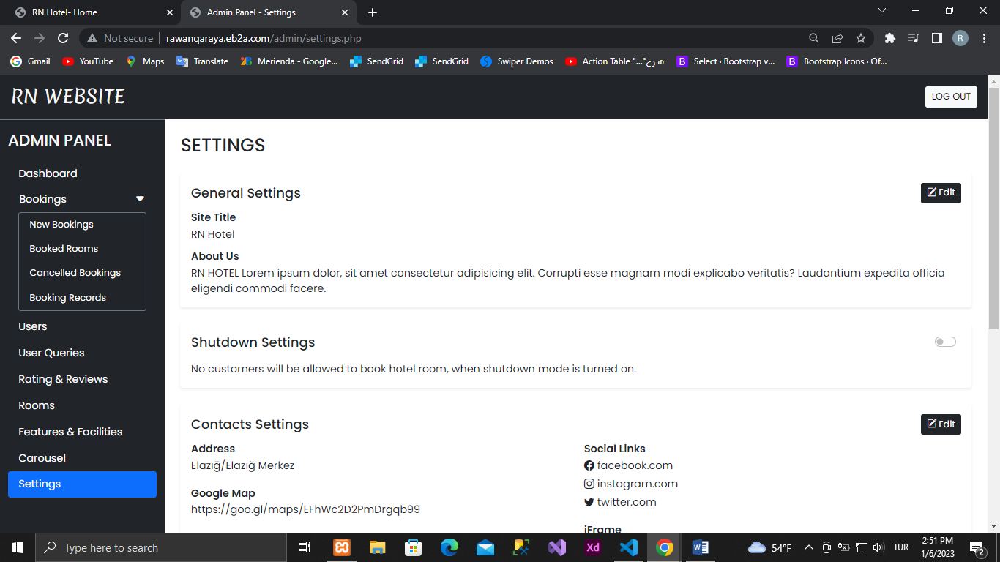 RN Hotel- Home
Admin Panel - Settings
Not secure
rawanqaraya.eb2a.com/admin/settings.php
R
Gmail
YouTube
Maps
Translate
Merienda - Google...
SendGrid
SendGrid
Swiper Demos
Action Table "...شرح"
Select · Bootstrap v...
Bootstrap Icons · Of...
RN WEBSITE
LOG OUT
ADMIN PANEL
Dashboard
Bookings
New Bookings
Booked Rooms
Cancelled Bookings
Booking Records
Users
User Queries
Rating & Reviews
Rooms
Features & Facilities
Carousel
Settings
SETTINGS
General Settings
Edit
Site Title
RN Hotel
About Us
RN HOTEL Lorem ipsum dolor, sit amet consectetur adipisicing elit. Corrupti esse magnam modi explicabo veritatis? Laudantium expedita officia
eligendi commodi facere.
Shutdown Settings
No customers will be allowed to book hotel room, when shutdown mode is turned on.
Contacts Settings
Edit
Address
Elazığ/Elazığ Merkez
Google Map
https://goo.gl/maps/EFhWc2D2PmDrgqb99
Social Links
facebook.com
instagram.com
twitter.com
iFrame
Type here to search
Xd
54°F
TUR
2:51 PM
1/6/2023
2